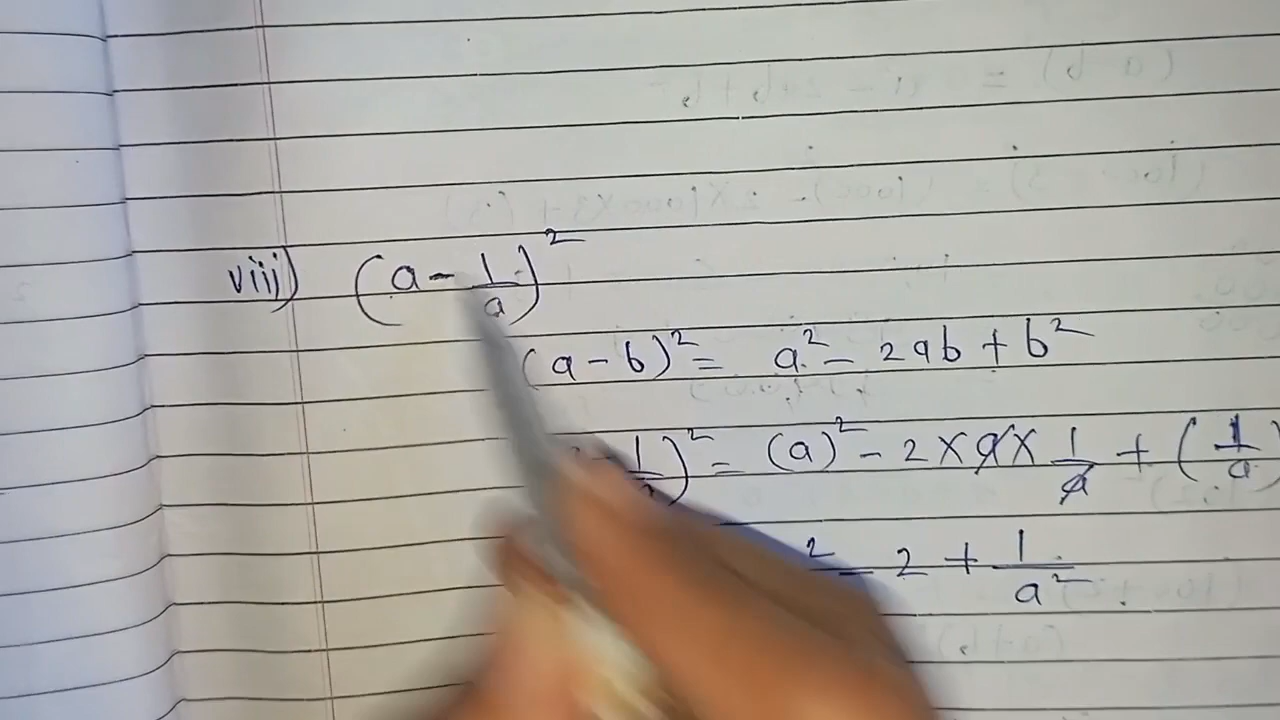 viii) (a - 1/a)²
(a - b)² = a² - 2ab + b²
- 1/a)² = (a)² - 2 × a × 1/a + (1/a)
² - 2 + 1/a².